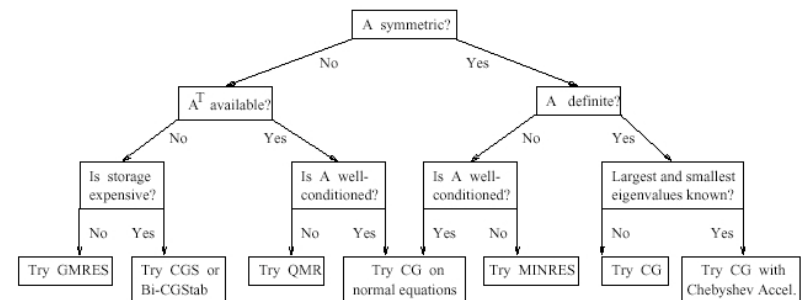 A symmetric?
No
Yes
A^T available?
A definite?
No
Yes
No
Yes
Is storage
expensive?
Is A well-
conditioned?
Is A well-
conditioned?
Largest and smallest
eigenvalues known?
No
Yes
No
Yes
Yes
No
No
Yes
Try GMRES
Try CGS or
Bi-CGStab
Try QMR
Try CG on
normal equations
Try MINRES
Try CG
Try CG with
Chebyshev Accel.